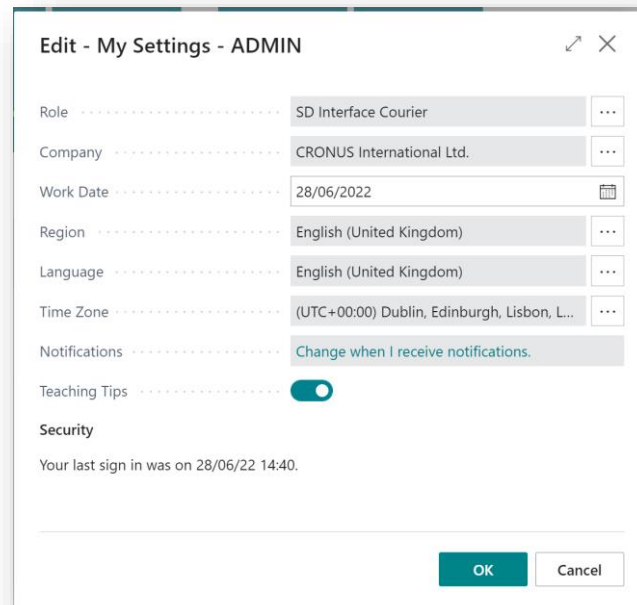 Edit - My Settings - ADMIN
Role SD Interface Courier ...
Company CRONUS International Ltd. ...
Work Date 28/06/2022
Region English (United Kingdom) ...
Language English (United Kingdom) ...
Time Zone (UTC+00:00) Dublin, Edinburgh, Lisbon, L... ...
Notifications Change when I receive notifications.
Teaching Tips
Security
Your last sign in was on 28/06/22 14:40.
OK Cancel